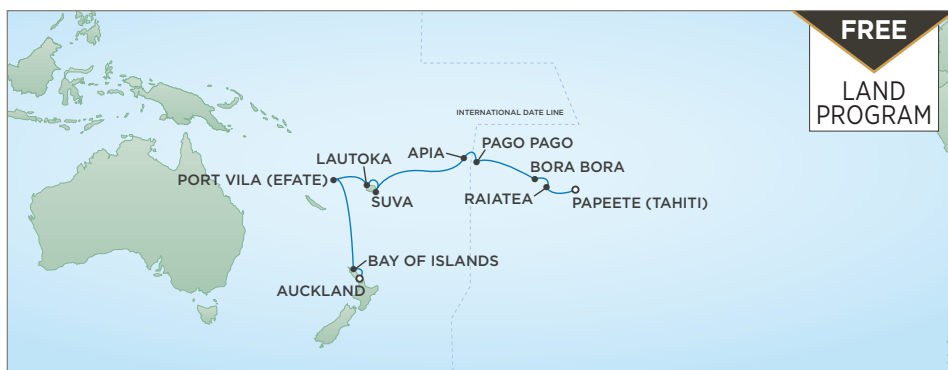 FREE
LAND
PROGRAM
INTERNATIONAL DATE LINE
PAGO PAGO
APIA
LAUTOKA
BORA BORA
PORT VILA (EFATE)
SUVA
RAIATEA
PAPEETE (TAHITI)
BAY OF ISLANDS
AUCKLAND